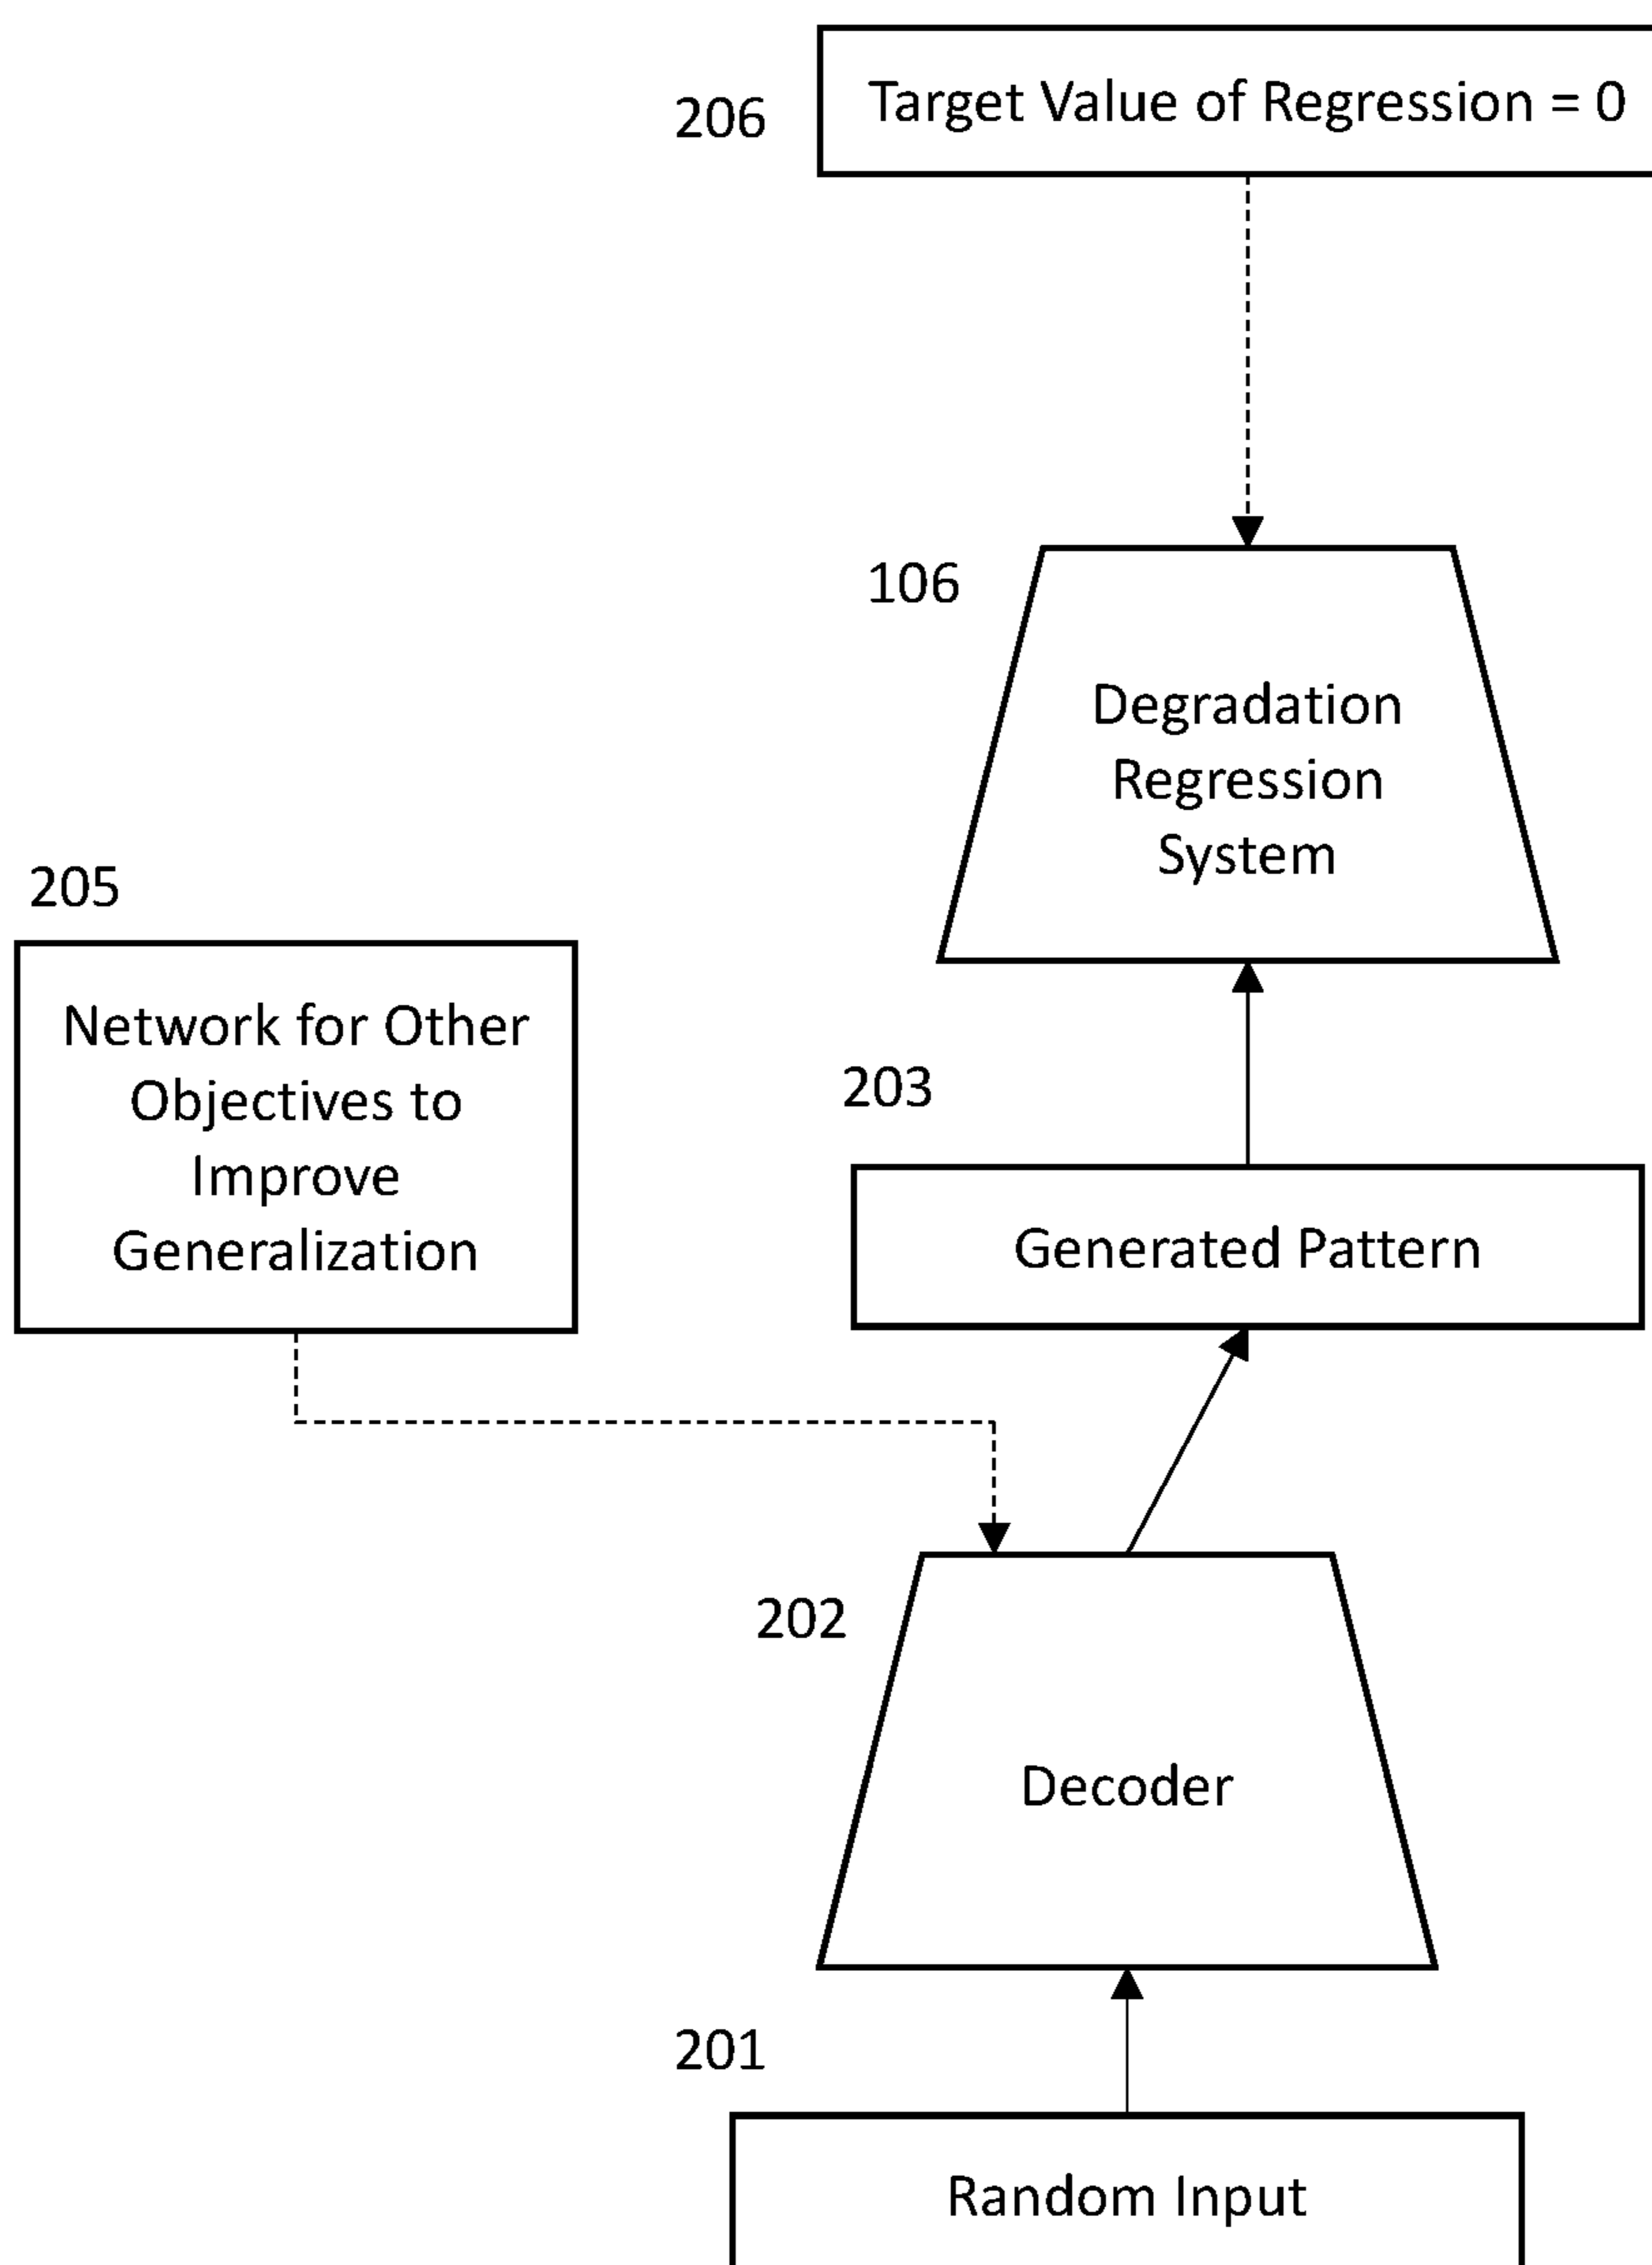 206
Target Value of Regression = 0
106
Degradation
Regression
System
205
Network for Other
Objectives to
Improve
Generalization
203
Generated Pattern
202
Decoder
201
Random Input